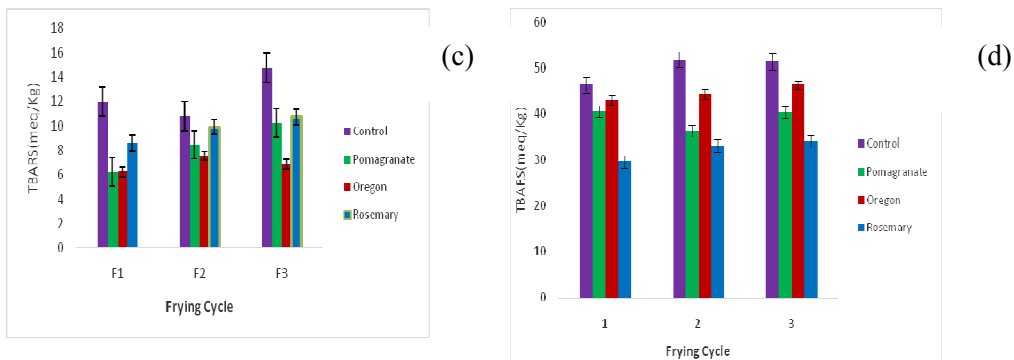 18
16
14
12
10
8
6
4
2
0
TBARS(meq/Kg)
F1 F2 F3
Frying Cycle
Control
Pomagranate
Oregon
Rosemary
(c)
60
50
40
30
20
10
0
TBARS(meq/Kg)
1 2 3
Frying Cycle
Control
Pomagranate
Oregon
Rosemary
(d)